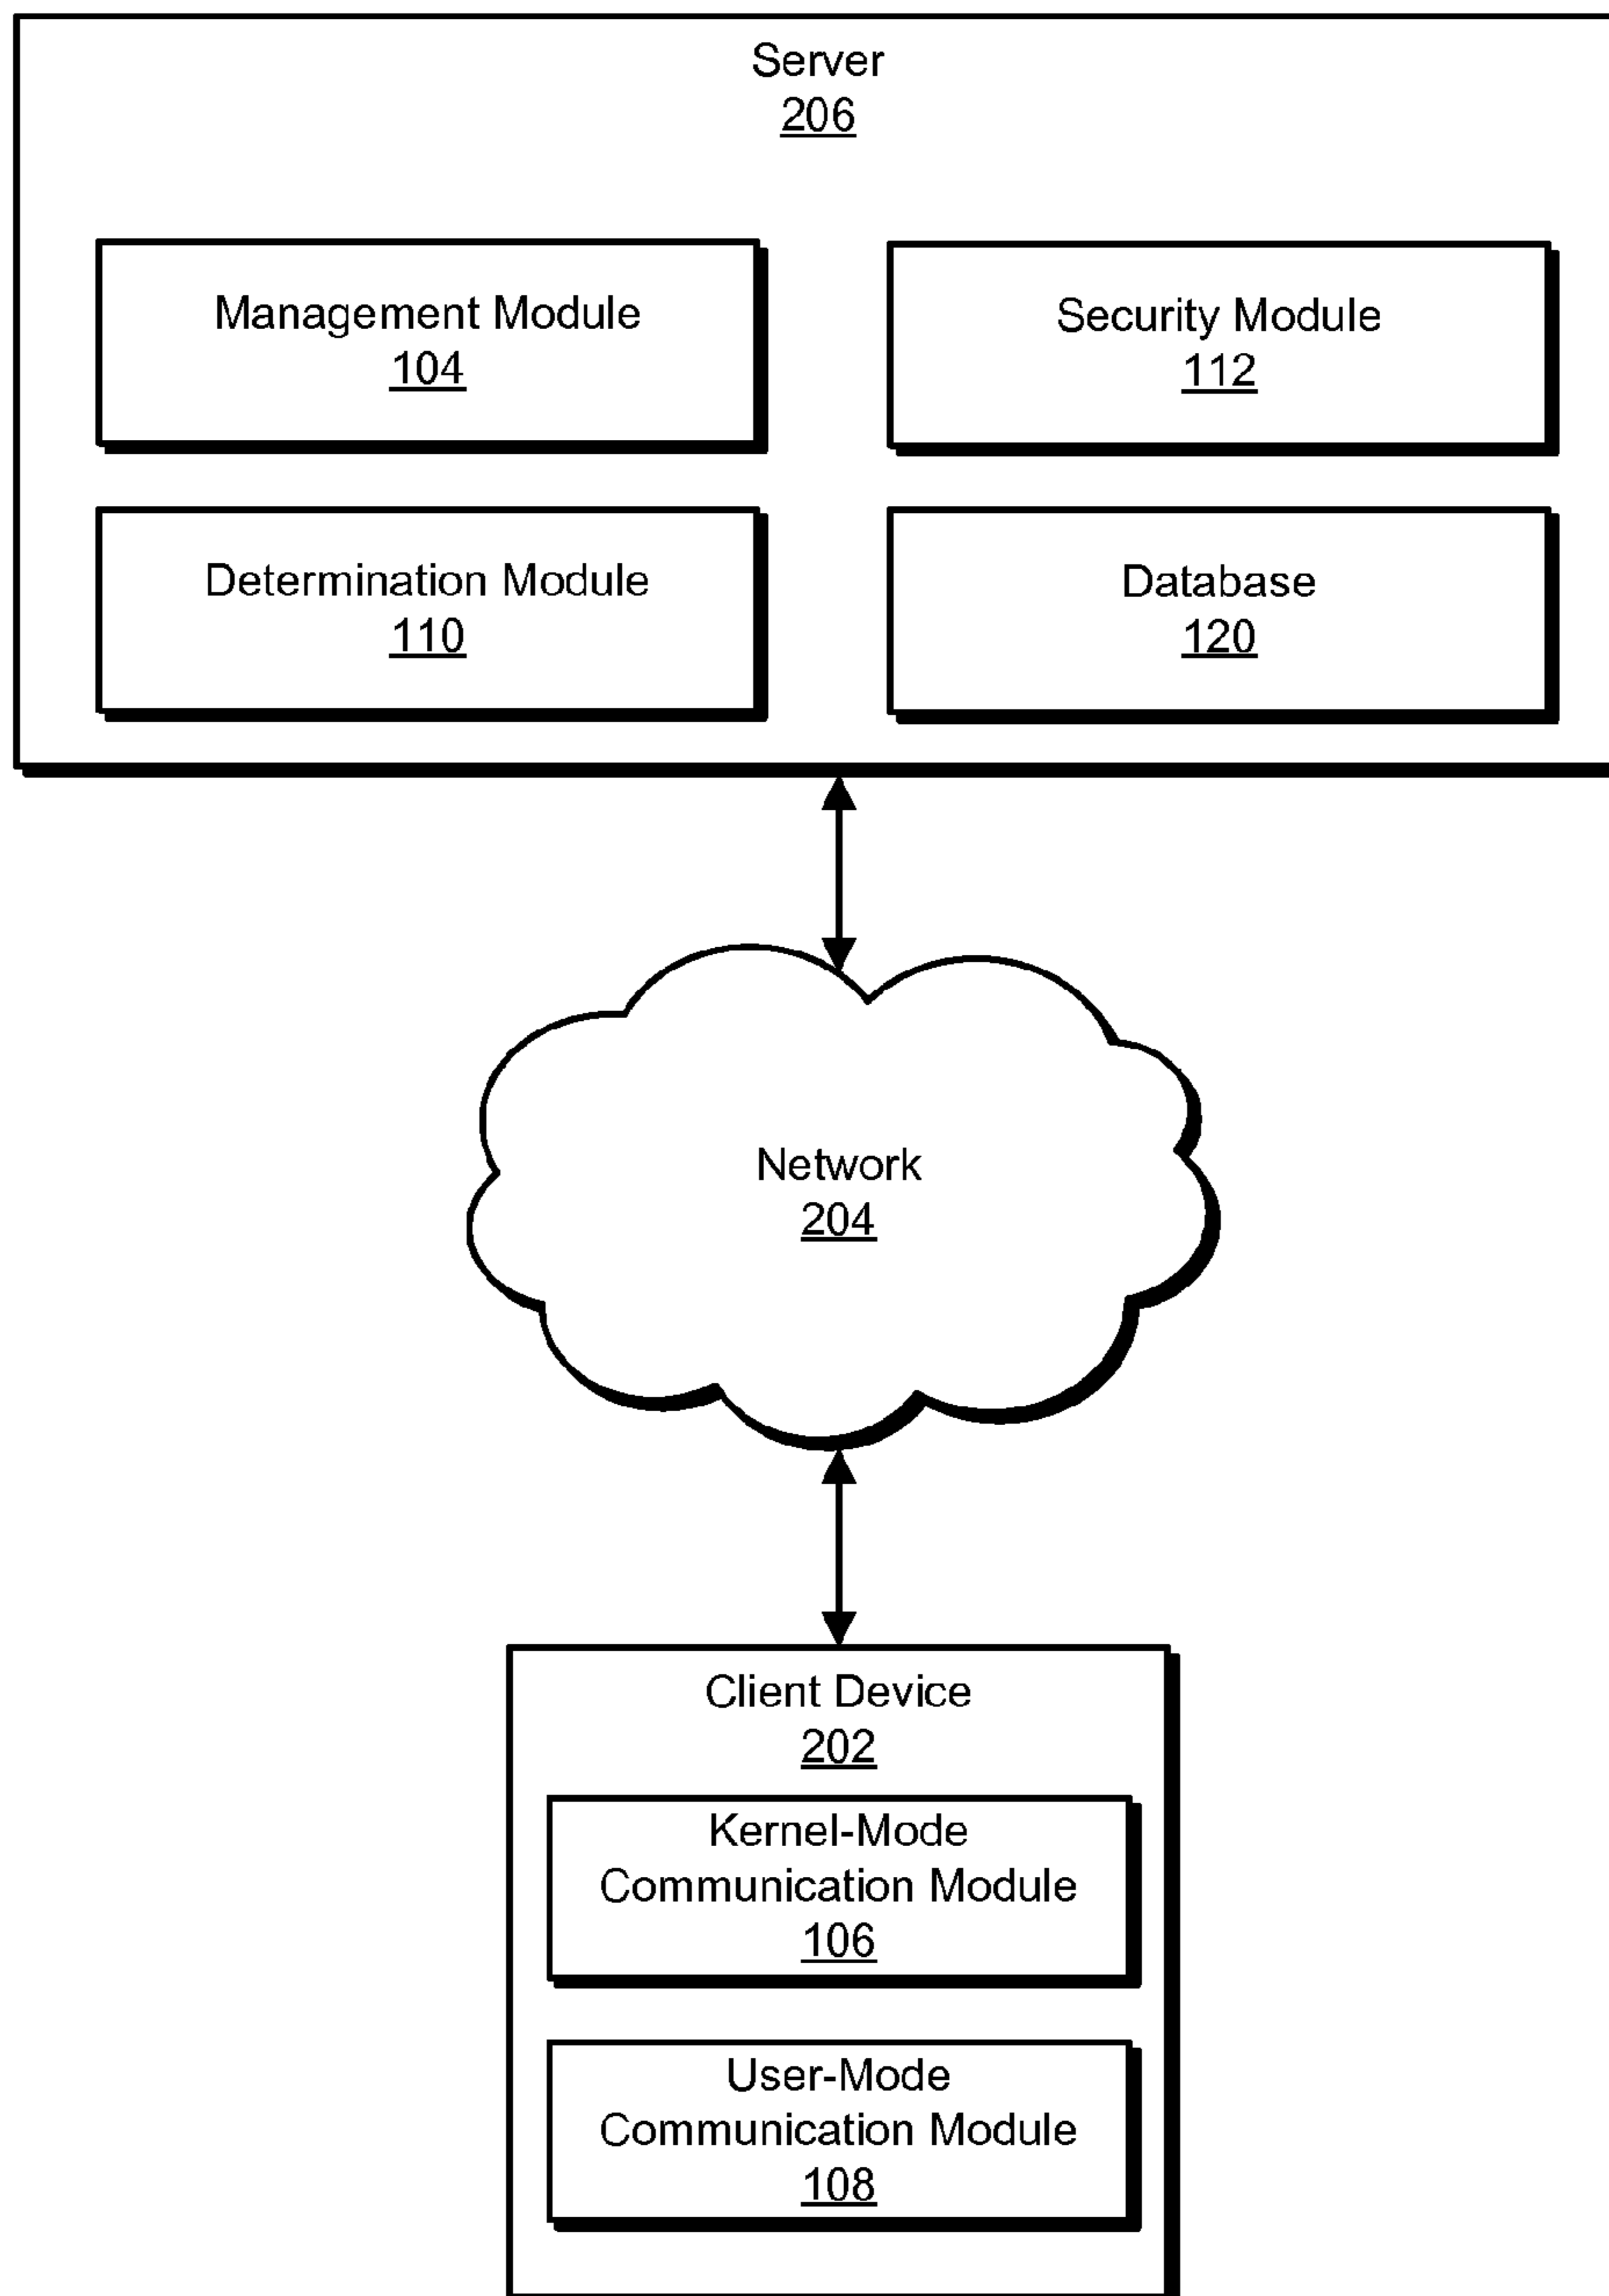 Server
206
Management Module
104
Security Module
112
Determination Module
110
Database
120
Network
204
Client Device
202
Kernel-Mode
Communication Module
106
User-Mode
Communication Module
108